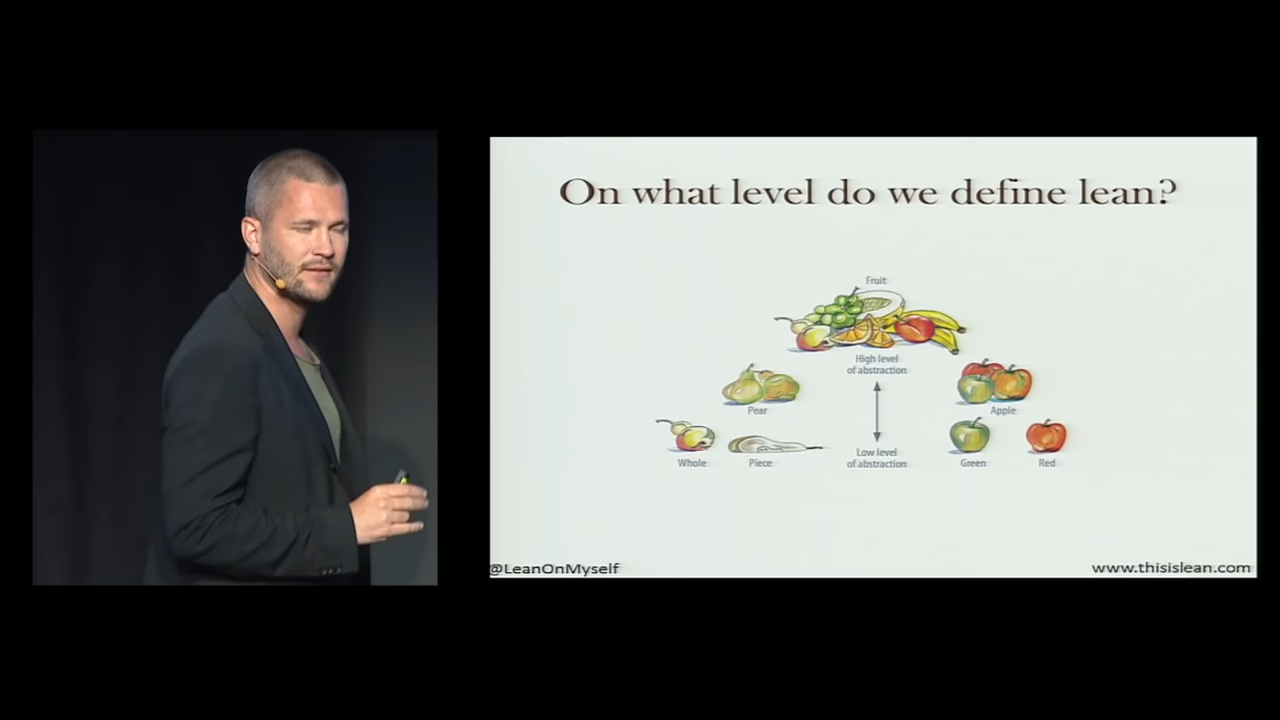 On what level do we define lean?
Fruit
High level
of abstraction
Pear
Apple
Low level
of abstraction
Whole
Piece
Green
Red
@LeanOnMyself
www.thisislean.com